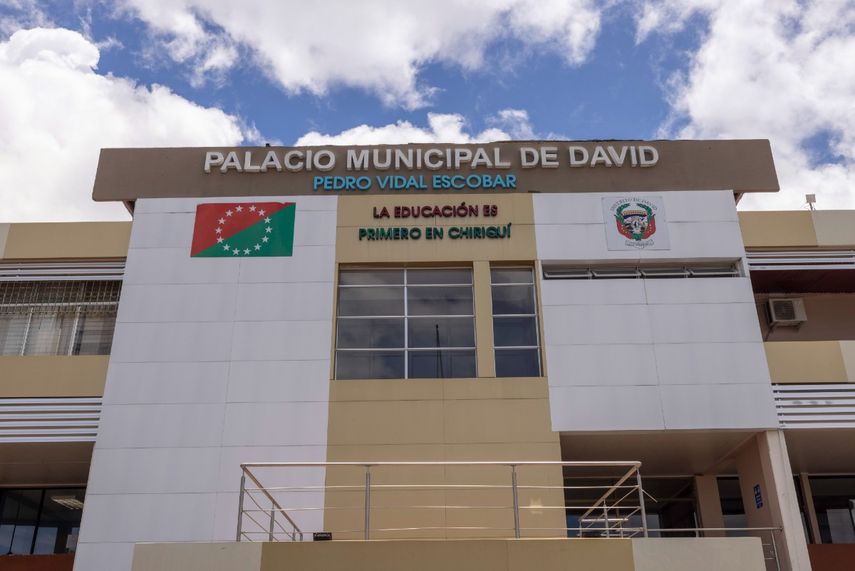 PALACIO MUNICIPAL DE DAVID
PEDRO VIDAL ESCOBAR
LA EDUCACIÓN ES
PRIMERO EN CHIRIQUÍ